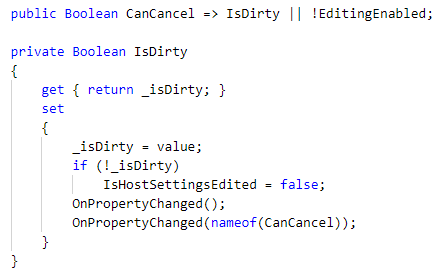 public Boolean CanCancel => IsDirty || !EditingEnabled;
private Boolean IsDirty
{
    get { return _isDirty; }
    set
    {
        _isDirty = value;
        if (!_isDirty)
            IsHostSettingsEdited = false;
        OnPropertyChanged();
        OnPropertyChanged(nameof(CanCancel));
    }
}